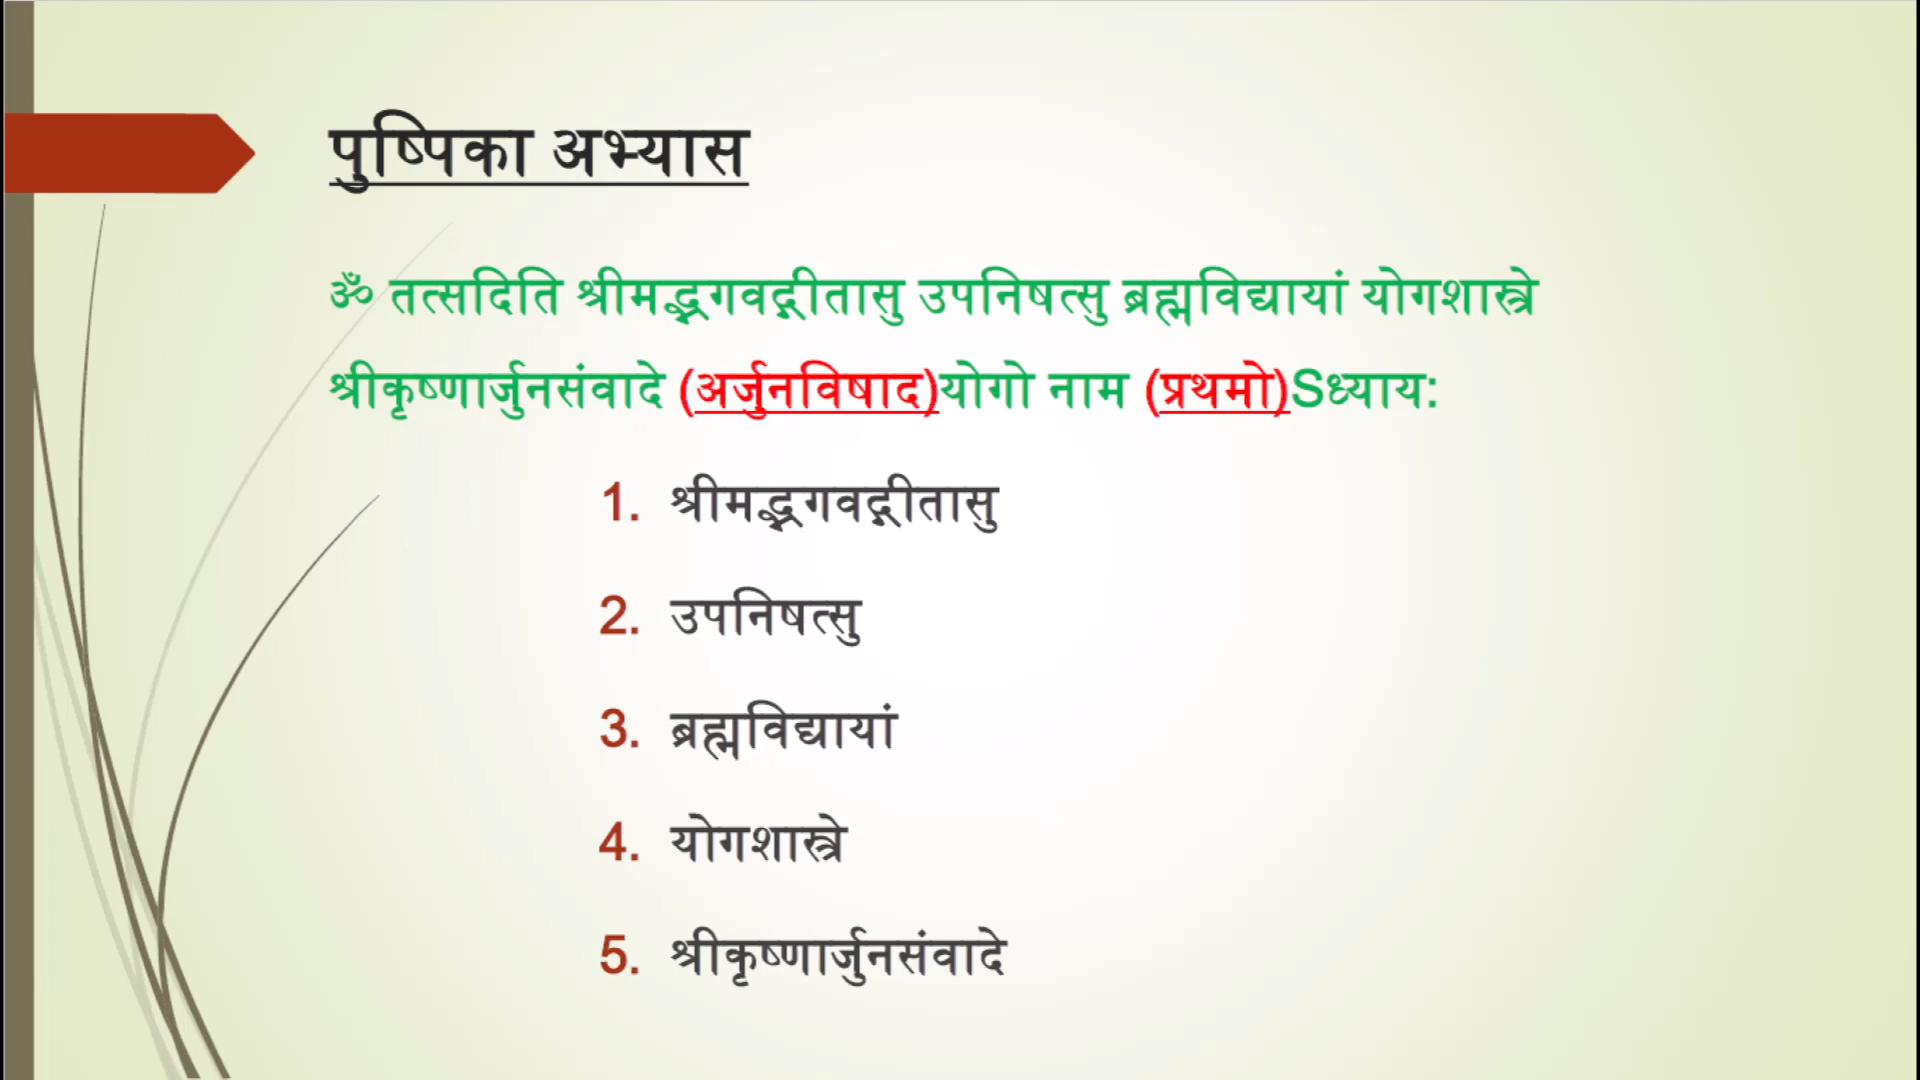 पुष्पिका अभ्यास
ॐ तत्सदिति श्रीमद्भगवद्गीतासु उपनिषत्सु ब्रह्मविद्यायां योगशास्त्रे
श्रीकृष्णार्जुनसंवादे (अर्जुनविषाद)योगो नाम (प्रथमो)Sध्याय:
1. श्रीमद्भगवद्गीतासु
2. उपनिषत्सु
3. ब्रह्मविद्यायां
4. योगशास्त्रे
5. श्रीकृष्णार्जुनसंवादे